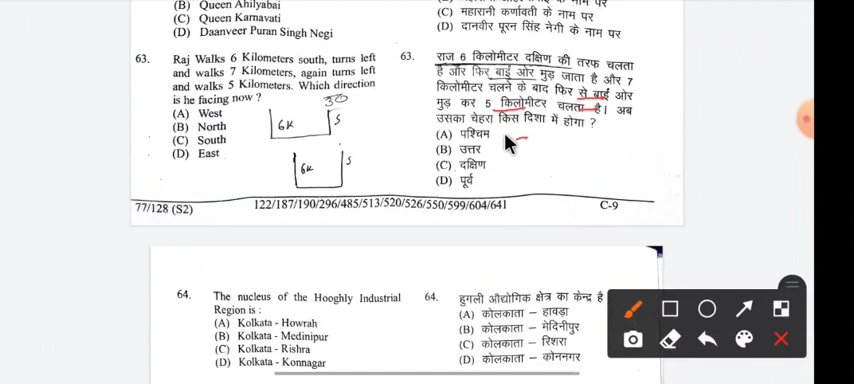 (B) Queen Ahilyabai
(C) Queen Karnavati
(D) Daanveer Puran Singh Negi
के नाम पर
(C) महारानी कर्णावती के नाम पर
(D) दानवीर पूरन सिंह नेगी के नाम पर
63. Raj Walks 6 Kilometers south, turns left
and walks 7 Kilometers, again turns left
and walks 5 Kilometers. Which direction
is he facing now ?
(A) West
(B) North
(C) South
(D) East
6K
5
6K
5
63. राज 6 किलोमीटर दक्षिण की तरफ चलता
है और फिर बाईं ओर मुड़ जाता है और 7
किलोमीटर चलने के बाद फिर से बाईं ओर
मुड़ कर 5 किलोमीटर चलता है। अब
उसका चेहरा किस दिशा में होगा ?
(A) पश्चिम
(B) उत्तर
(C) दक्षिण
(D) पूर्व
77/128 (S2)
122/187/190/296/485/513/520/526/550/599/604/641
C-9
64. The nucleus of the Hooghly Industrial
Region is :
(A) Kolkata - Howrah
(B) Kolkata - Medinipur
(C) Kolkata - Rishra
(D) Kolkata - Konnagar
64. हुगली औद्योगिक क्षेत्र का केन्द्र है
(A) कोलकाता – हावड़ा
(B) कोलकाता – मेदिनीपुर
(C) कोलकाता – रिशरा
(D) कोलकाता – कोननगर